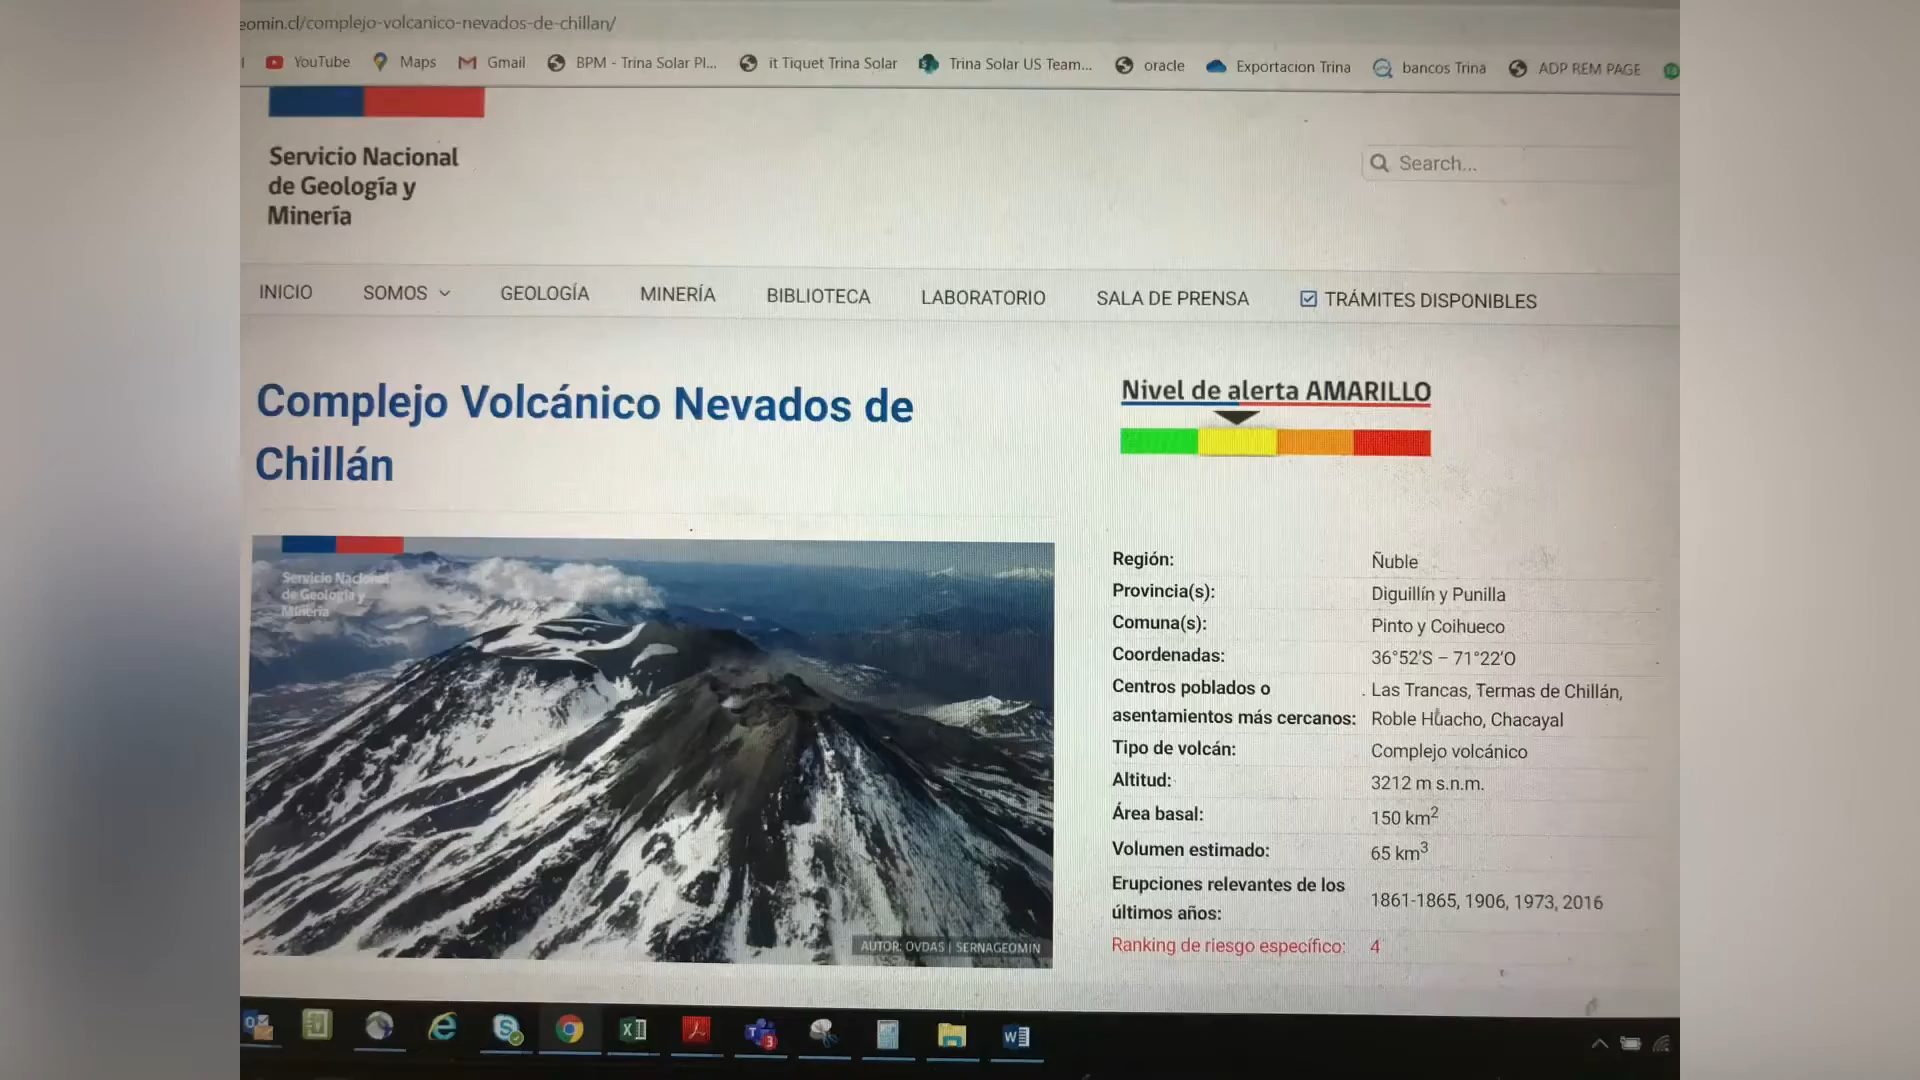 eomin.cl/complejo-volcanico-nevados-de-chillan/
YouTube Maps Gmail BPM - Trina Solar Pl... it Tiquet Trina Solar Trina Solar US Team... oracle Exportacion Trina bancos Trina ADP REM PAGE
Servicio Nacional
de Geología y
Minería
Search...
INICIO SOMOS GEOLOGÍA MINERÍA BIBLIOTECA LABORATORIO SALA DE PRENSA TRÁMITES DISPONIBLES
Complejo Volcánico Nevados de
Chillán
Nivel de alerta AMARILLO
Servicio Nacional
de Geología y
Minería
AUTOR: OVDAS | SERNAGEOMIN
Región: Ñuble
Provincia(s): Diguillín y Punilla
Comuna(s): Pinto y Coihueco
Coordenadas: 36°52'S – 71°22'O
Centros poblados o Las Trancas, Termas de Chillán,
asentamientos más cercanos: Roble Huacho, Chacayal
Tipo de volcán: Complejo volcánico
Altitud: 3212 m s.n.m.
Área basal: 150 km²
Volumen estimado: 65 km³
Erupciones relevantes de los
últimos años: 1861-1865, 1906, 1973, 2016
Ranking de riesgo específico: 4
3